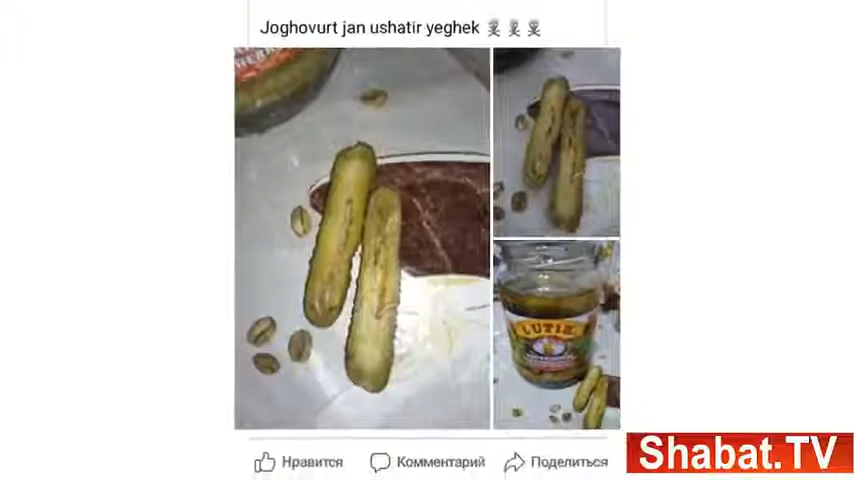 Joghovurt jan ushatir yeghek ☠️☠️☠️
LUTIK
Нравится
Комментарий
Поделиться
Shabat.TV